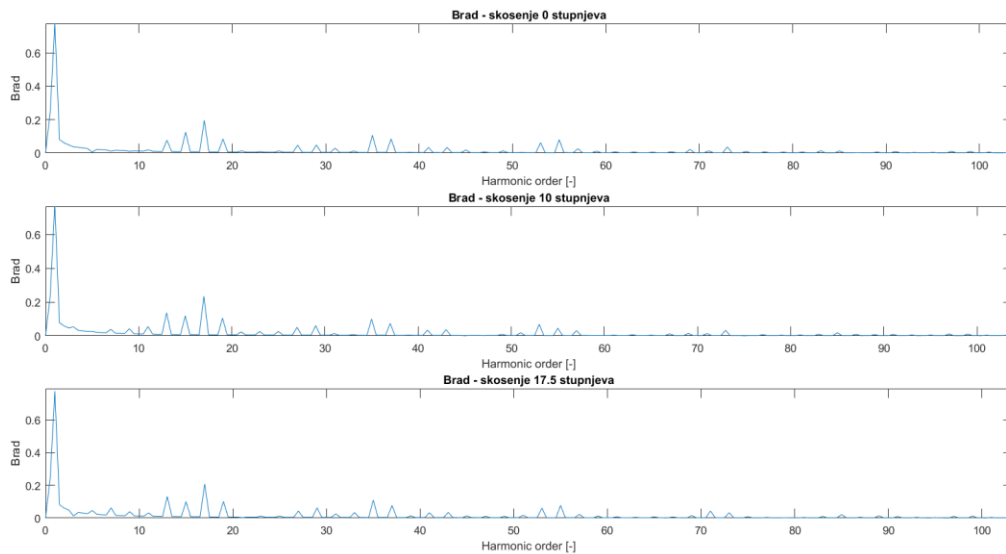 Brad - skosenje 0 stupnjeva
Brad
0.6
0.4
0.2
0
0 10 20 30 40 50 60 70 80 90 100
Harmonic order [-]
Brad - skosenje 10 stupnjeva
Brad
0.6
0.4
0.2
0
0 10 20 30 40 50 60 70 80 90 100
Harmonic order [-]
Brad - skosenje 17.5 stupnjeva
Brad
0.6
0.4
0.2
0
0 10 20 30 40 50 60 70 80 90 100
Harmonic order [-]